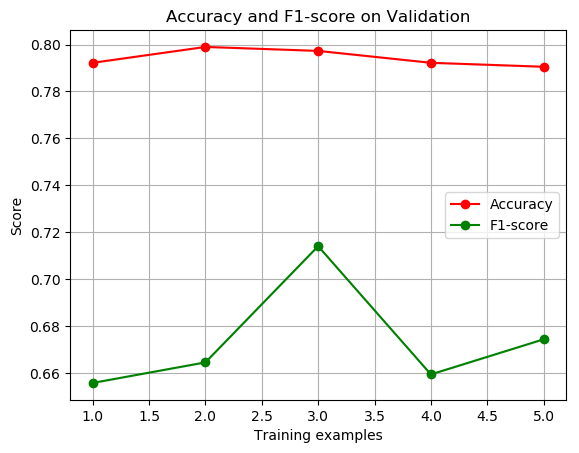 Accuracy and F1-score on Validation
0.80
0.78
0.76
0.74
0.72
0.70
0.68
0.66
Score
Accuracy
F1-score
1.0 1.5 2.0 2.5 3.0 3.5 4.0 4.5 5.0
Training examples